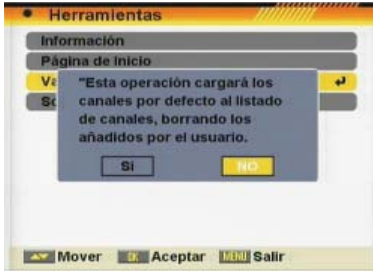 Herramientas
Información
Página de Inicio
Va
So
"Esta operación cargará los
canales por defecto al listado
de canales, borrando los
añadidos por el usuario.
Si
NO
Mover OK Aceptar MENU Salir